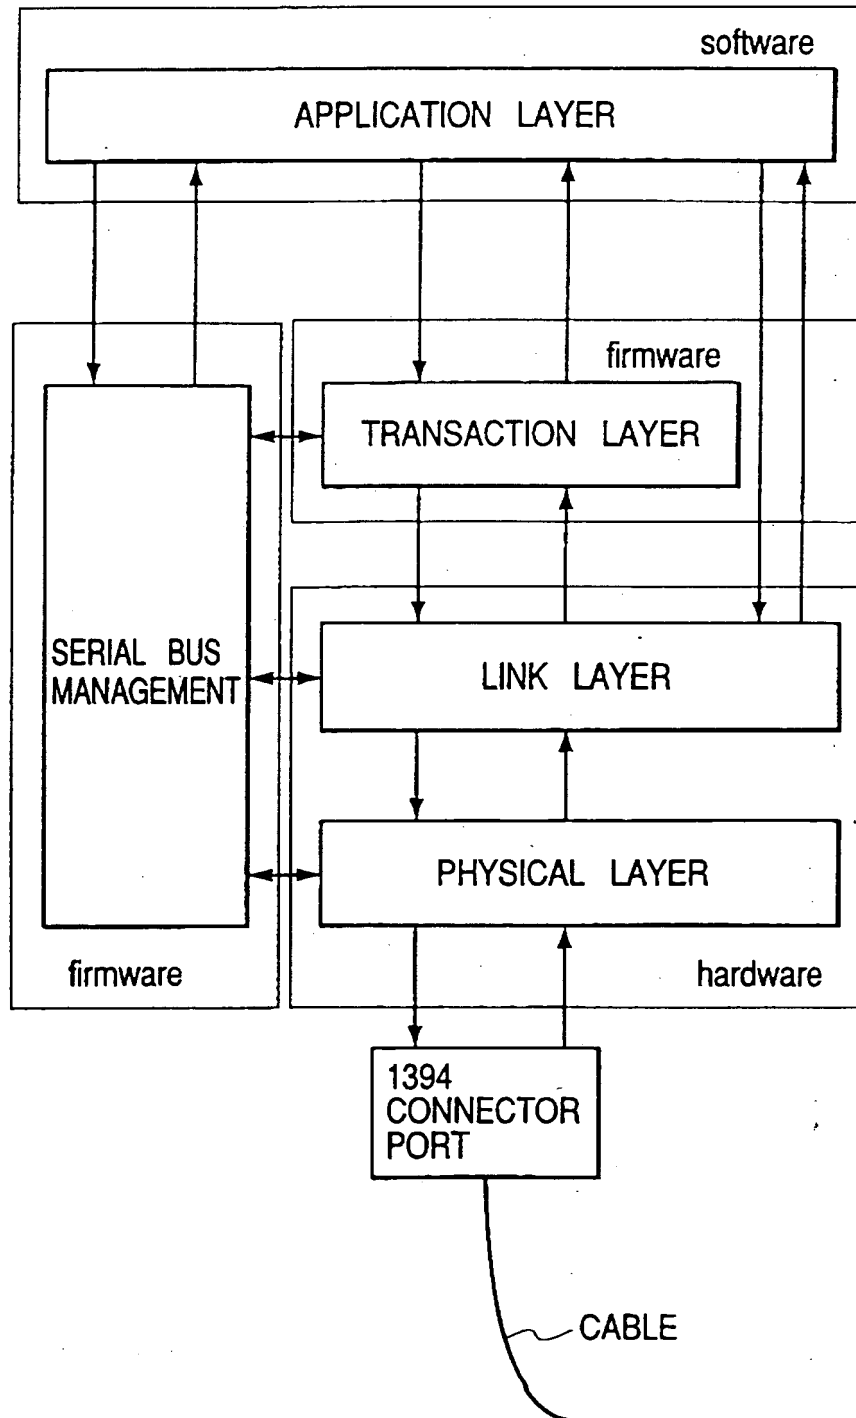 software
APPLICATION LAYER
firmware
TRANSACTION LAYER
SERIAL BUS
MANAGEMENT
LINK LAYER
PHYSICAL LAYER
firmware
hardware
1394
CONNECTOR
PORT
CABLE